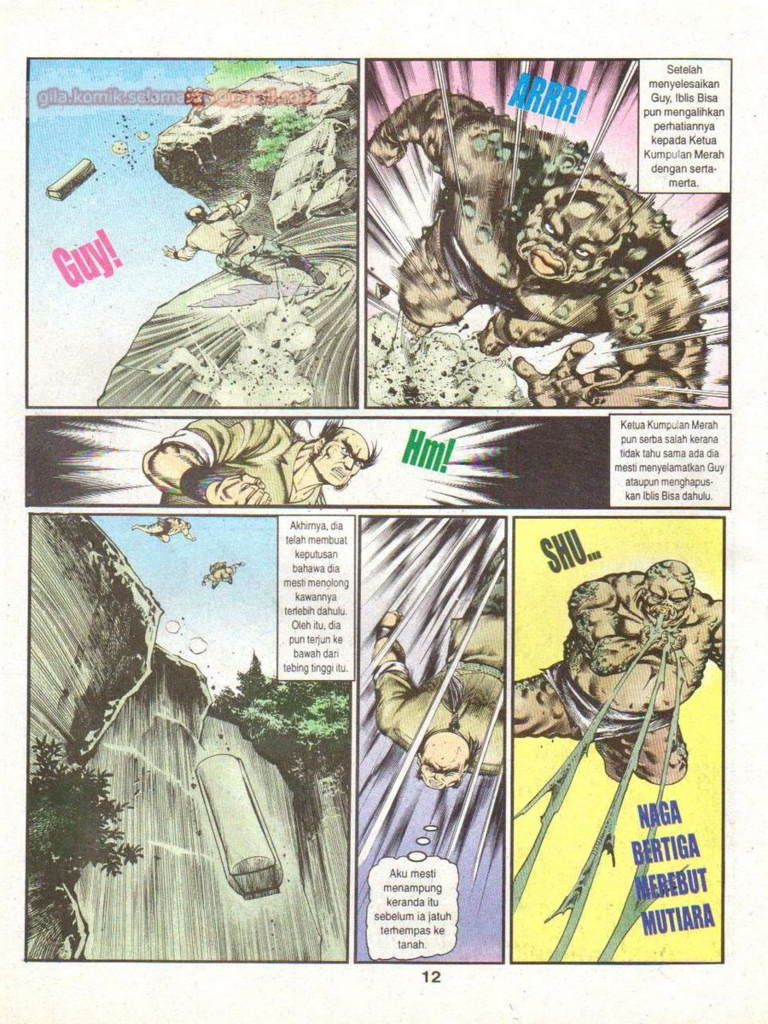 gila.komik.selama
Guy!
ARRR!
Setelah
menyelesaikan
Guy, Iblis Bisa
pun mengalihkan
perhatiannya
kepada Ketua
Kumpulan Merah
dengan serta-
merta.
Hm!
Ketua Kumpulan Merah
pun serba salah kerana
tidak tahu sama ada dia
mesti menyelamatkan Guy
ataupun menghapus-
kan Iblis Bisa dahulu.
Akhirnya, dia
telah membuat
keputusan
bahawa dia
mesti menolong
kawannya
terlebih dahulu.
Oleh itu, dia
pun terjun ke
bawah dari
tebing tinggi itu.
Aku mesti
menampung
keranda itu
sebelum ia jatuh
terhempas ke
tanah.
SHU...
NAGA
BERTIGA
MEREBUT
MUTIARA
12